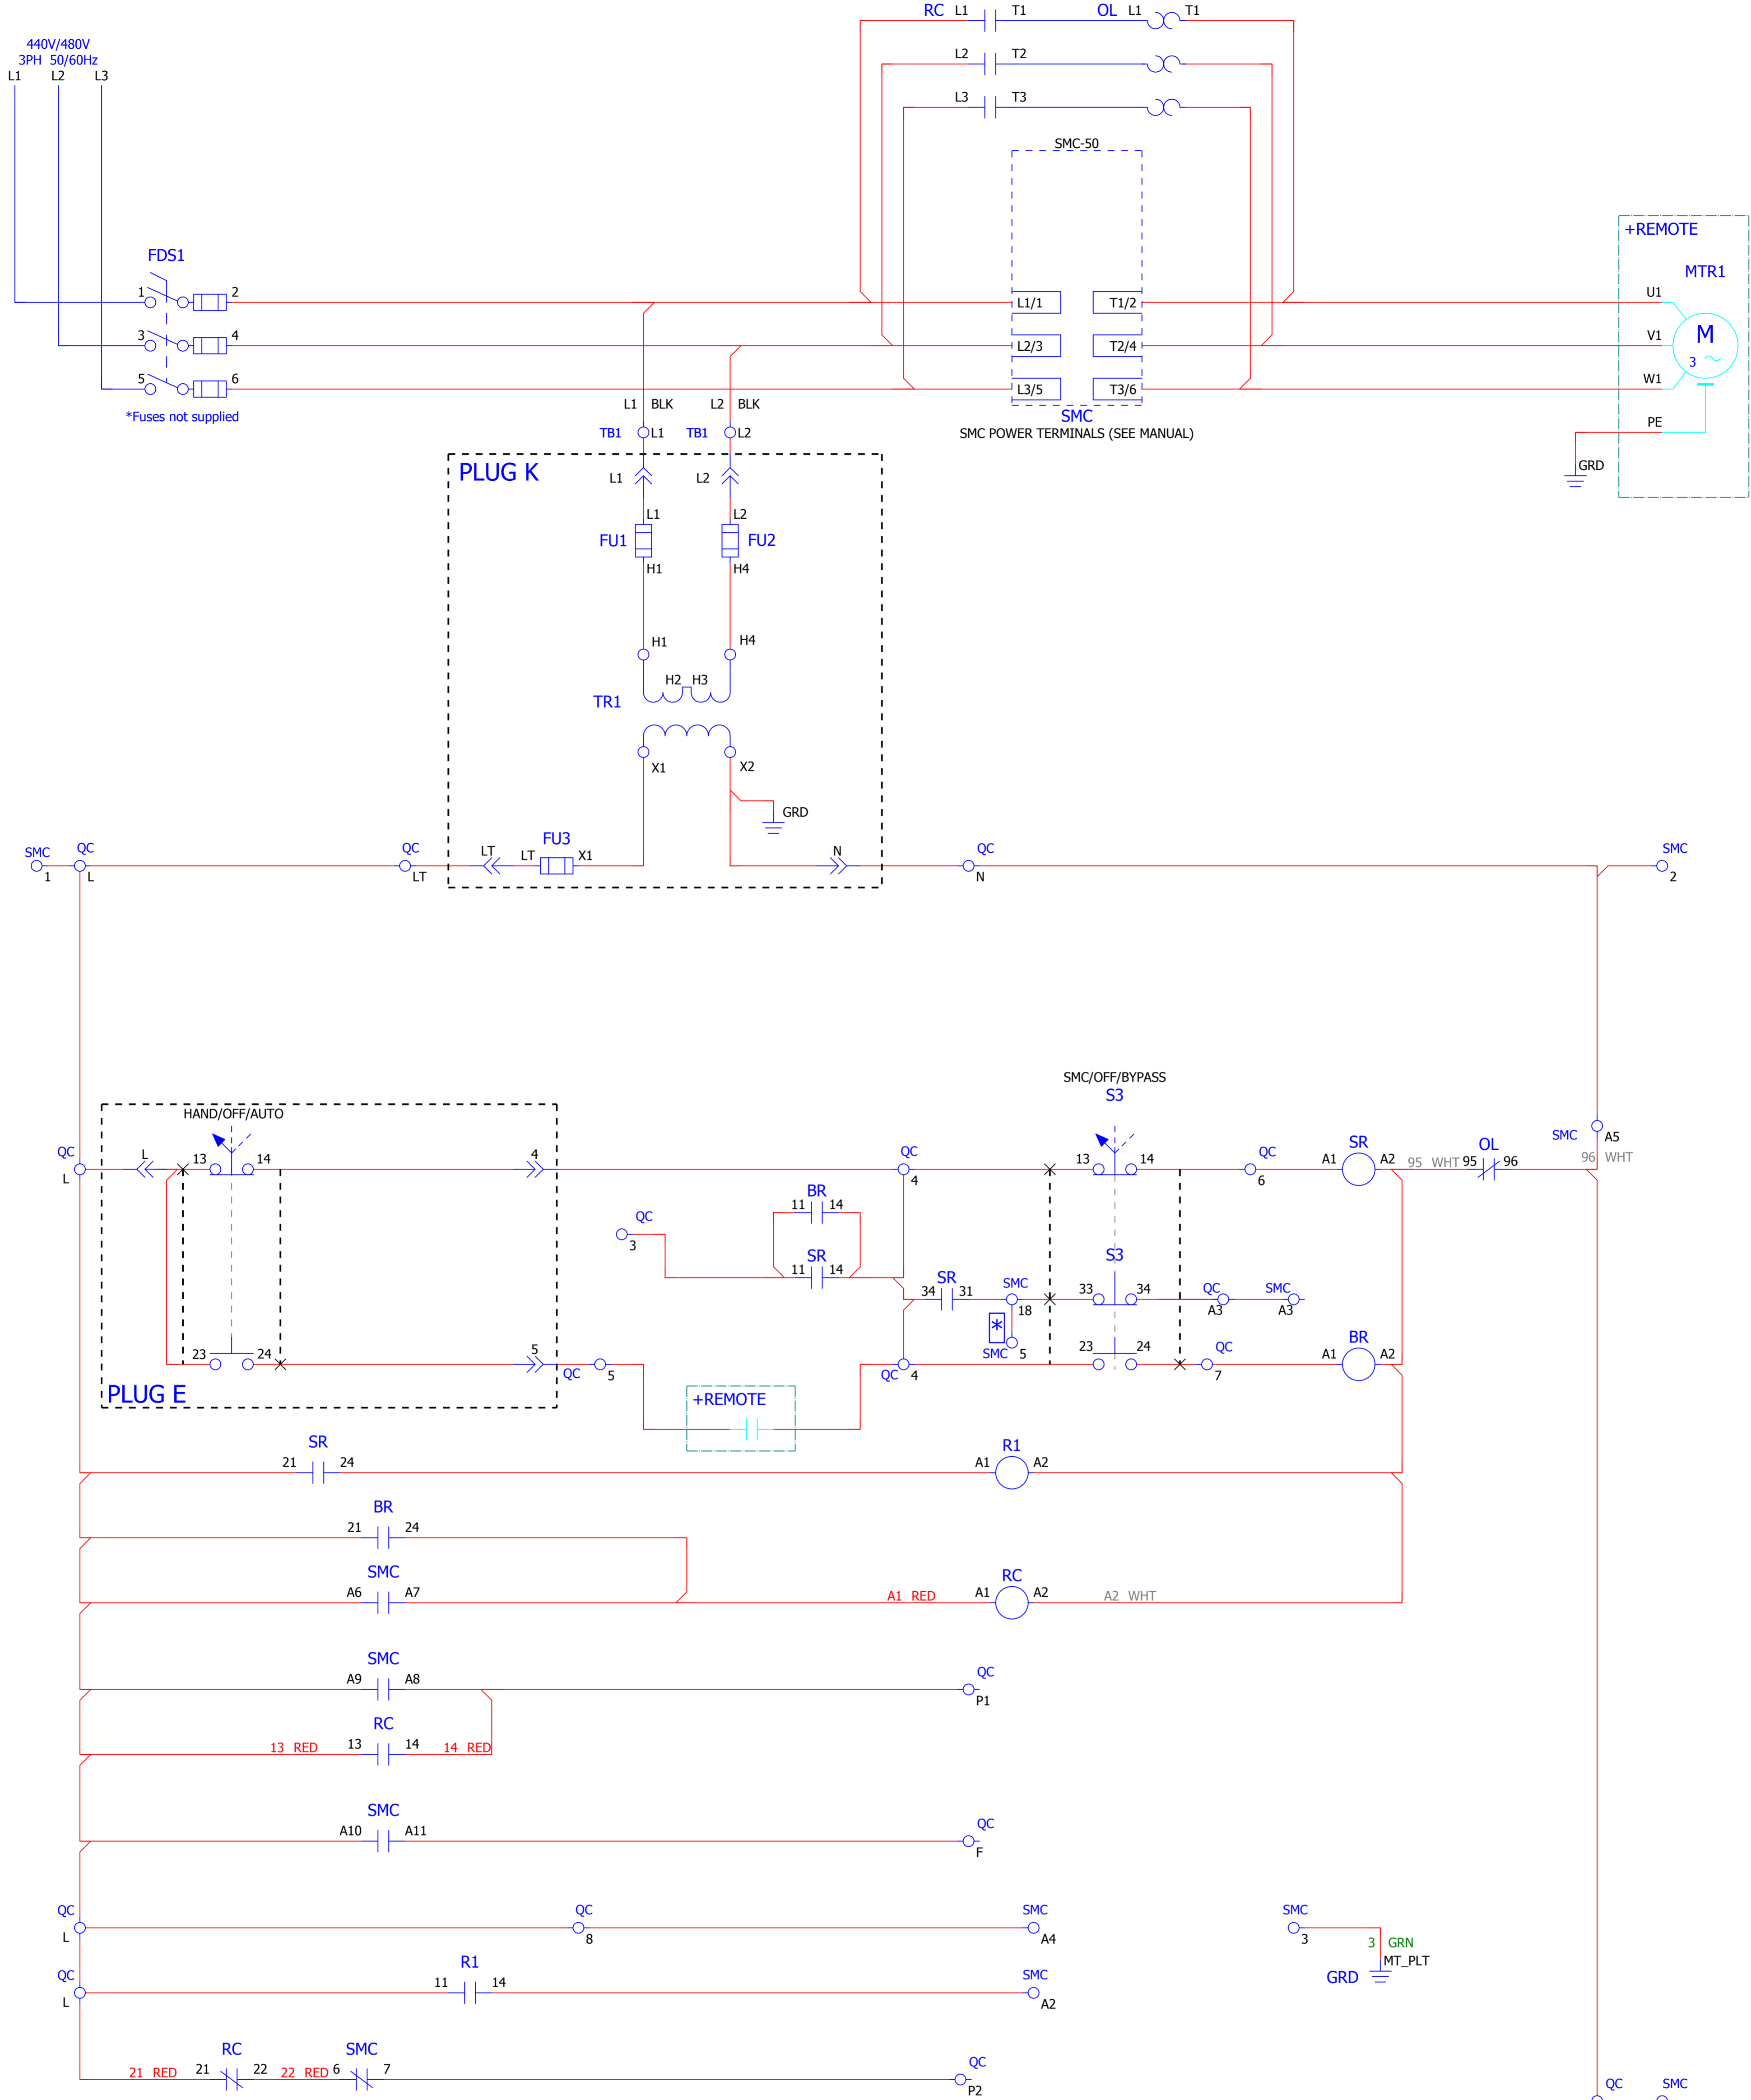 RC L1 T1 OL L1 T1
440V/480V
3PH 50/60Hz
L1 L2 L3
L2 T2
L3 T3
SMC-50
+REMOTE
MTR1
FDS1
1 2
L1/1 T1/2
U1
M
3
3 4
L2/3 T2/4
V1
5 6
L3/5 T3/6
W1
*Fuses not supplied
L1 BLK L2 BLK
SMC
SMC POWER TERMINALS (SEE MANUAL)
PE
GRD
TB1 L1 TB1 L2
PLUG K
L1 L2
L1 L2
FU1 FU2
H1 H4
H1 H4
H2 H3
TR1
X1 X2
GRD
SMC QC QC FU3 QC SMC
1 L LT LT LT X1 N N 2
SMC/OFF/BYPASS
S3
HAND/OFF/AUTO
QC L 13 14 4 QC 13 14 QC SR OL SMC A5
L 4 6 A1 A2 95 WHT 95 96 96 WHT
BR
11 14
QC
3
SR
11 14
S3
SR
34 31
SMC
18
33 34
QC
A3
SMC
A3
*
SMC 5
BR
23 24 5 QC 5 QC 4 23 24 QC 7 A1 A2
PLUG E
+REMOTE
SR
21 24
R1
A1 A2
BR
21 24
SMC
A6 A7
RC
A1 RED A1 A2 A2 WHT
SMC
A9 A8
QC
P1
RC
13 RED 13 14 14 RED
SMC
A10 A11
QC
F
QC QC SMC SMC
L 8 A4 3
3 GRN
MT_PLT
GRD
QC R1 SMC
L 11 14 A2
RC SMC
21 RED 21 22 22 RED 6 7
QC
P2
QC SMC